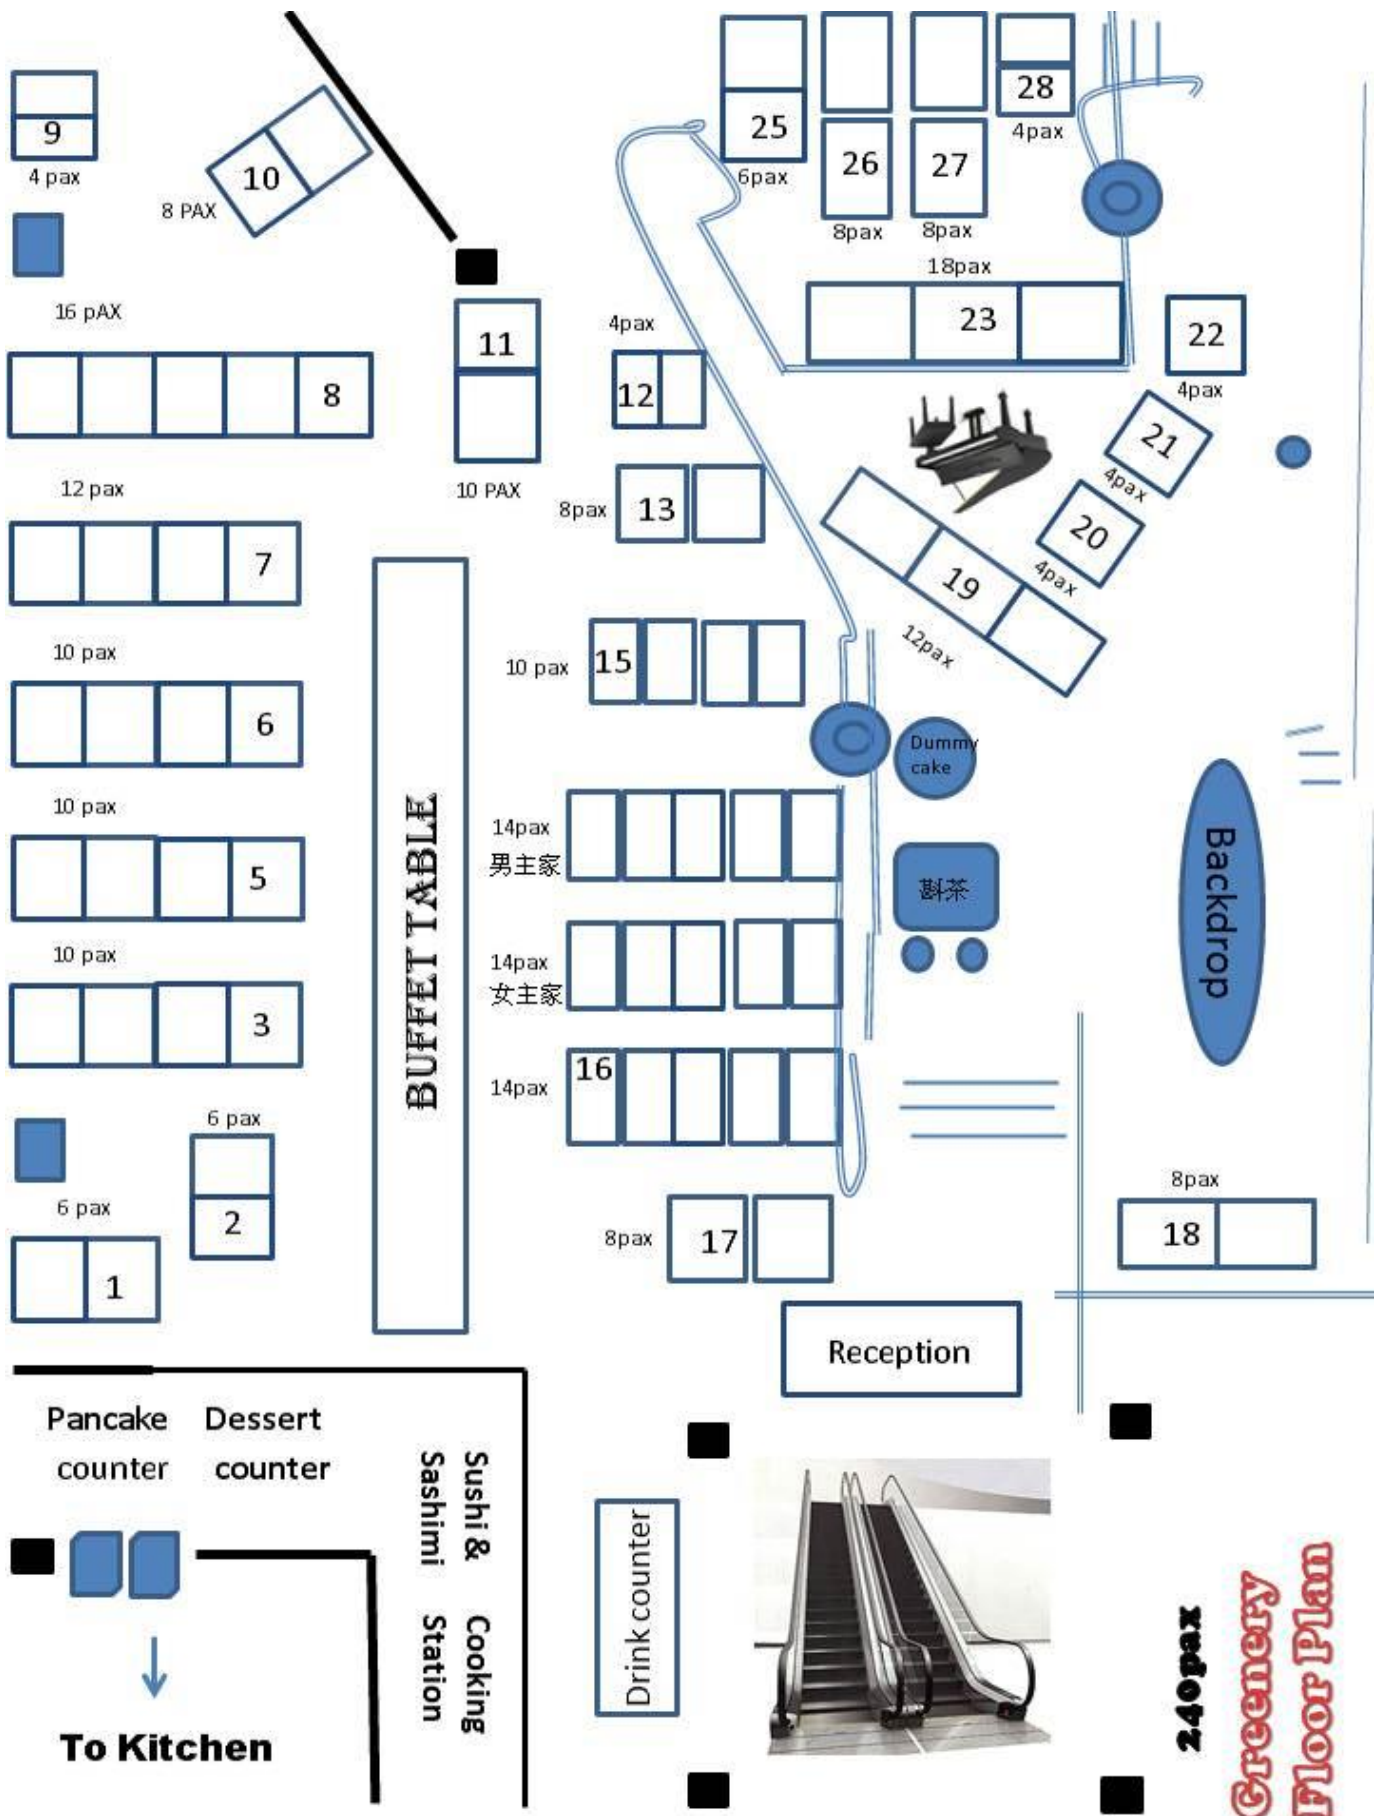 28
25
4pax
9
4 pax
26
27
10
6pax
8 PAX
8pax
8pax
18pax
16 pAX
23
22
11
4pax
4pax
8
12
21
4pax
12 pax
10 PAX
8pax
13
20
4pax
7
19
12pax
10 pax
10 pax
15
6
Dummy
cake
10 pax
BUFFET TABLE
14pax
男主家
Backdrop
5
斟茶
10 pax
14pax
女主家
3
16
14pax
6 pax
6 pax
2
8pax
18
8pax
17
1
Reception
Pancake
counter
Dessert
counter
Sushi &
Sashimi
Cooking
Station
Drink counter
To Kitchen
240pax
Greenery
Floor Plan